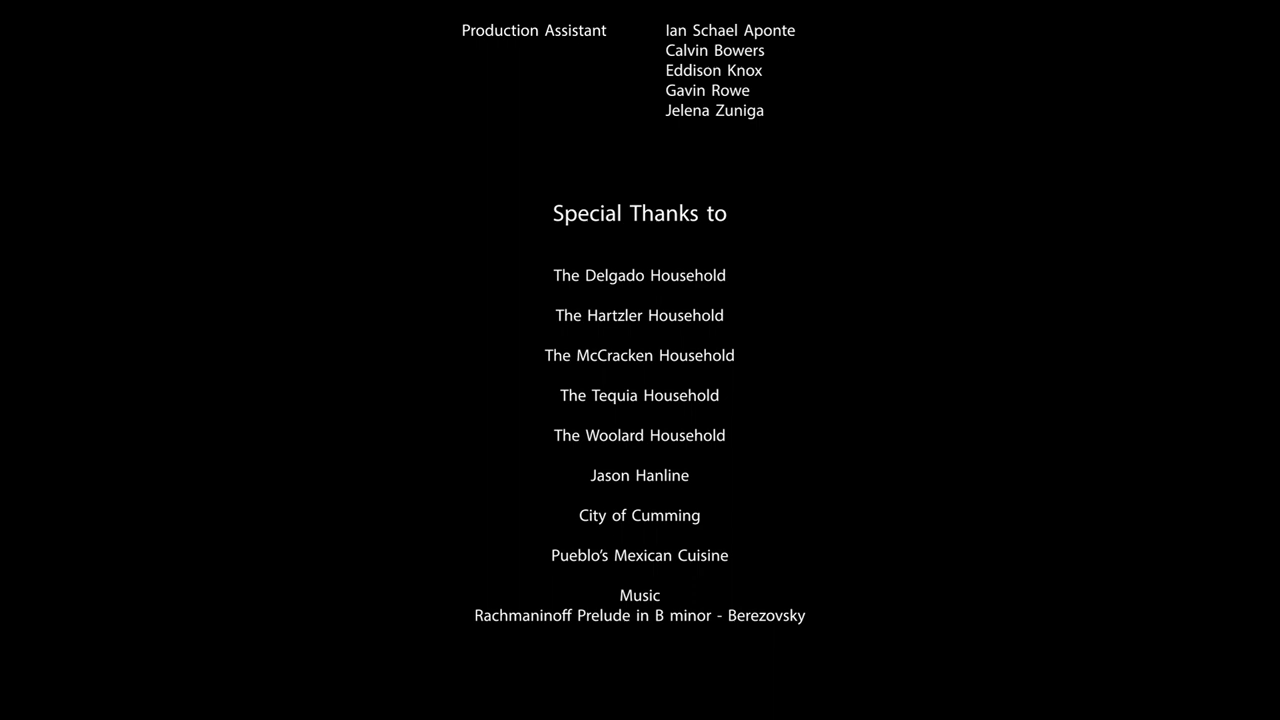 Production Assistant Ian Schael Aponte
Calvin Bowers
Eddison Knox
Gavin Rowe
Jelena Zuniga
Special Thanks to
The Delgado Household
The Hartzler Household
The McCracken Household
The Tequia Household
The Woolard Household
Jason Hanline
City of Cumming
Pueblo’s Mexican Cuisine
Music
Rachmaninoff Prelude in B minor - Berezovsky